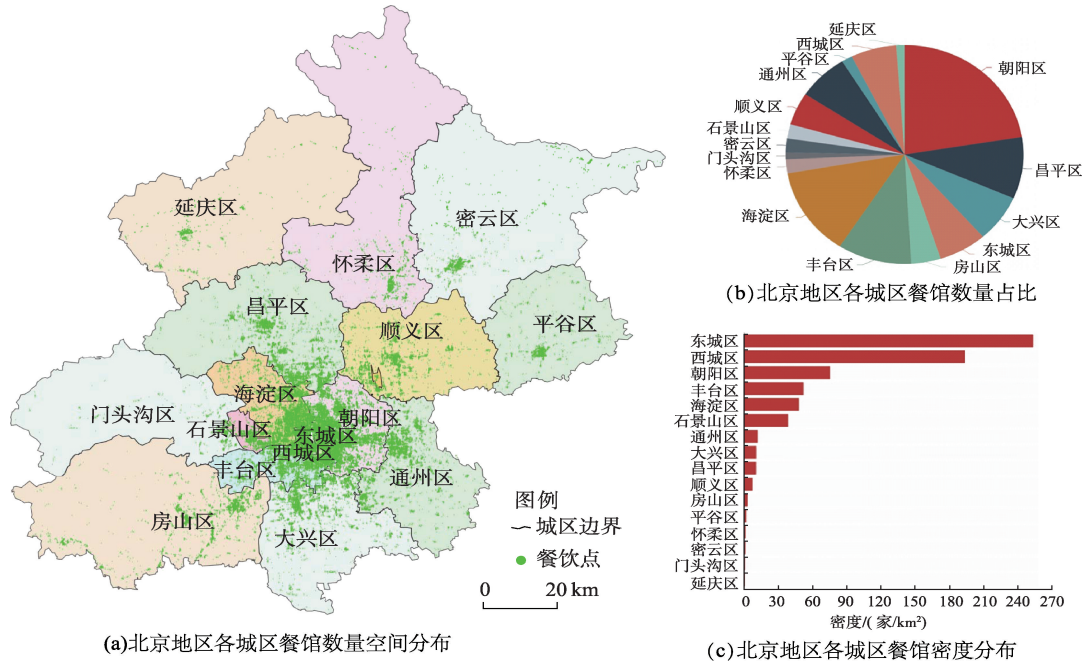 延庆区
密云区
怀柔区
昌平区
顺义区
平谷区
海淀区
门头沟区
朝阳区
石景山区
东城区
西城区
丰台区
通州区
房山区
大兴区
图例
城区边界
餐饮点
0 20 km
(a)北京地区各城区餐馆数量空间分布
延庆区
西城区
平谷区
通州区
朝阳区
顺义区
石景山区
密云区
门头沟区
怀柔区
昌平区
海淀区
大兴区
东城区
丰台区
房山区
(b)北京地区各城区餐馆数量占比
东城区
西城区
朝阳区
丰台区
海淀区
石景山区
通州区
大兴区
昌平区
顺义区
房山区
平谷区
怀柔区
密云区
门头沟区
延庆区
0 30 60 90 120 150 180 210 240 270
密度/(家/km²)
(c)北京地区各城区餐馆密度分布